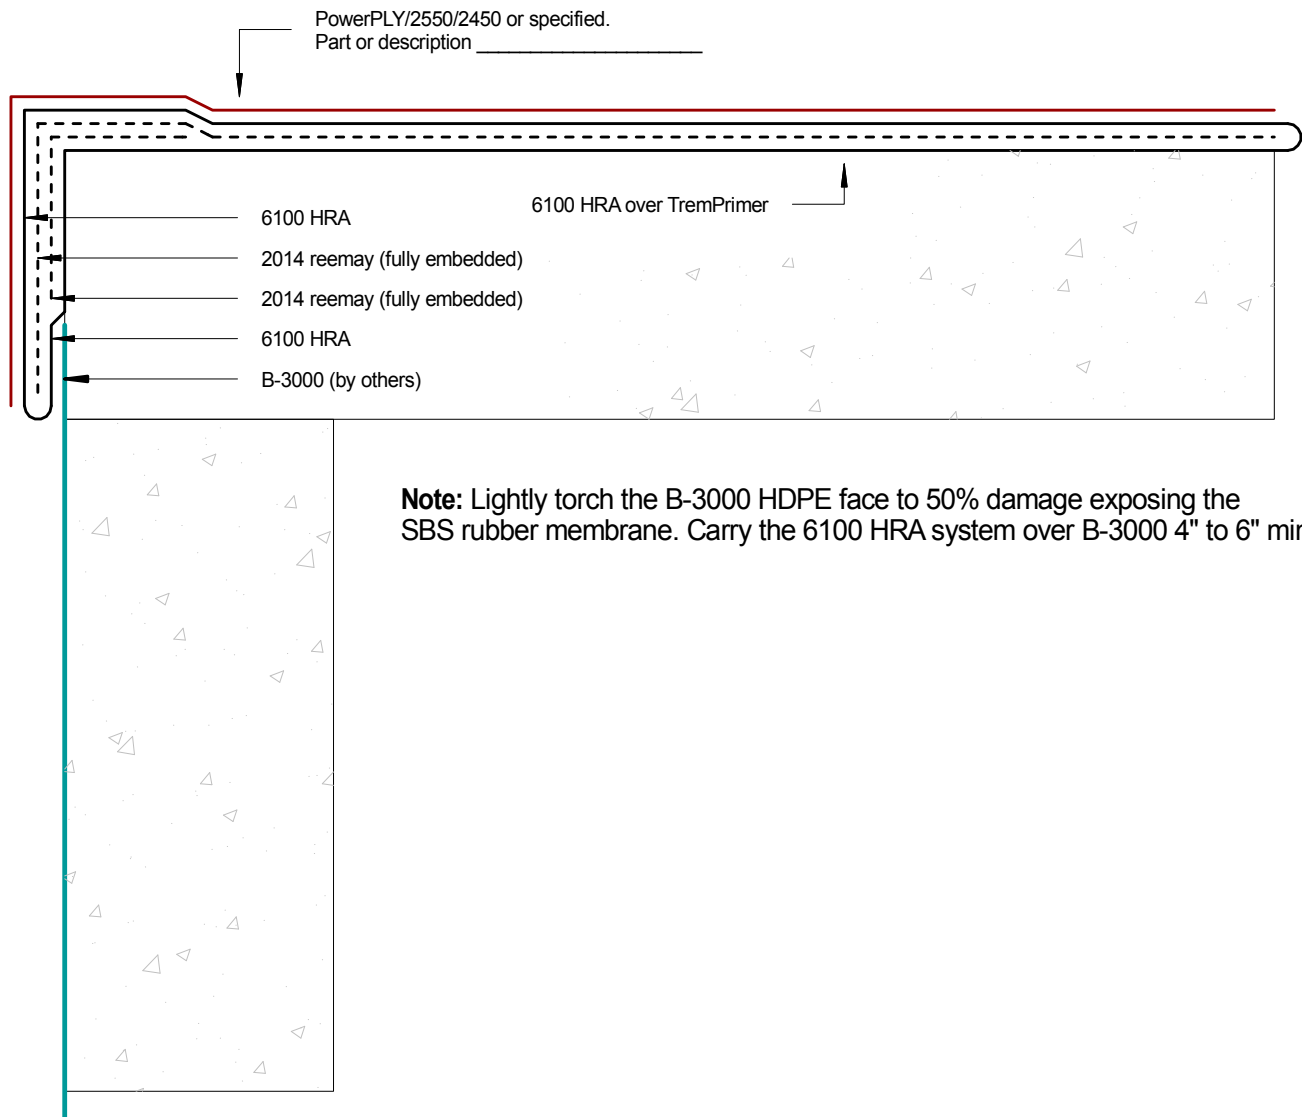 PowerPLY/2550/2450 or specified.
Part or description _____________________
6100 HRA over TremPrimer
6100 HRA
2014 reemay (fully embedded)
2014 reemay (fully embedded)
6100 HRA
B-3000 (by others)
Note: Lightly torch the B-3000 HDPE face to 50% damage exposing the
SBS rubber membrane. Carry the 6100 HRA system over B-3000 4" to 6" min